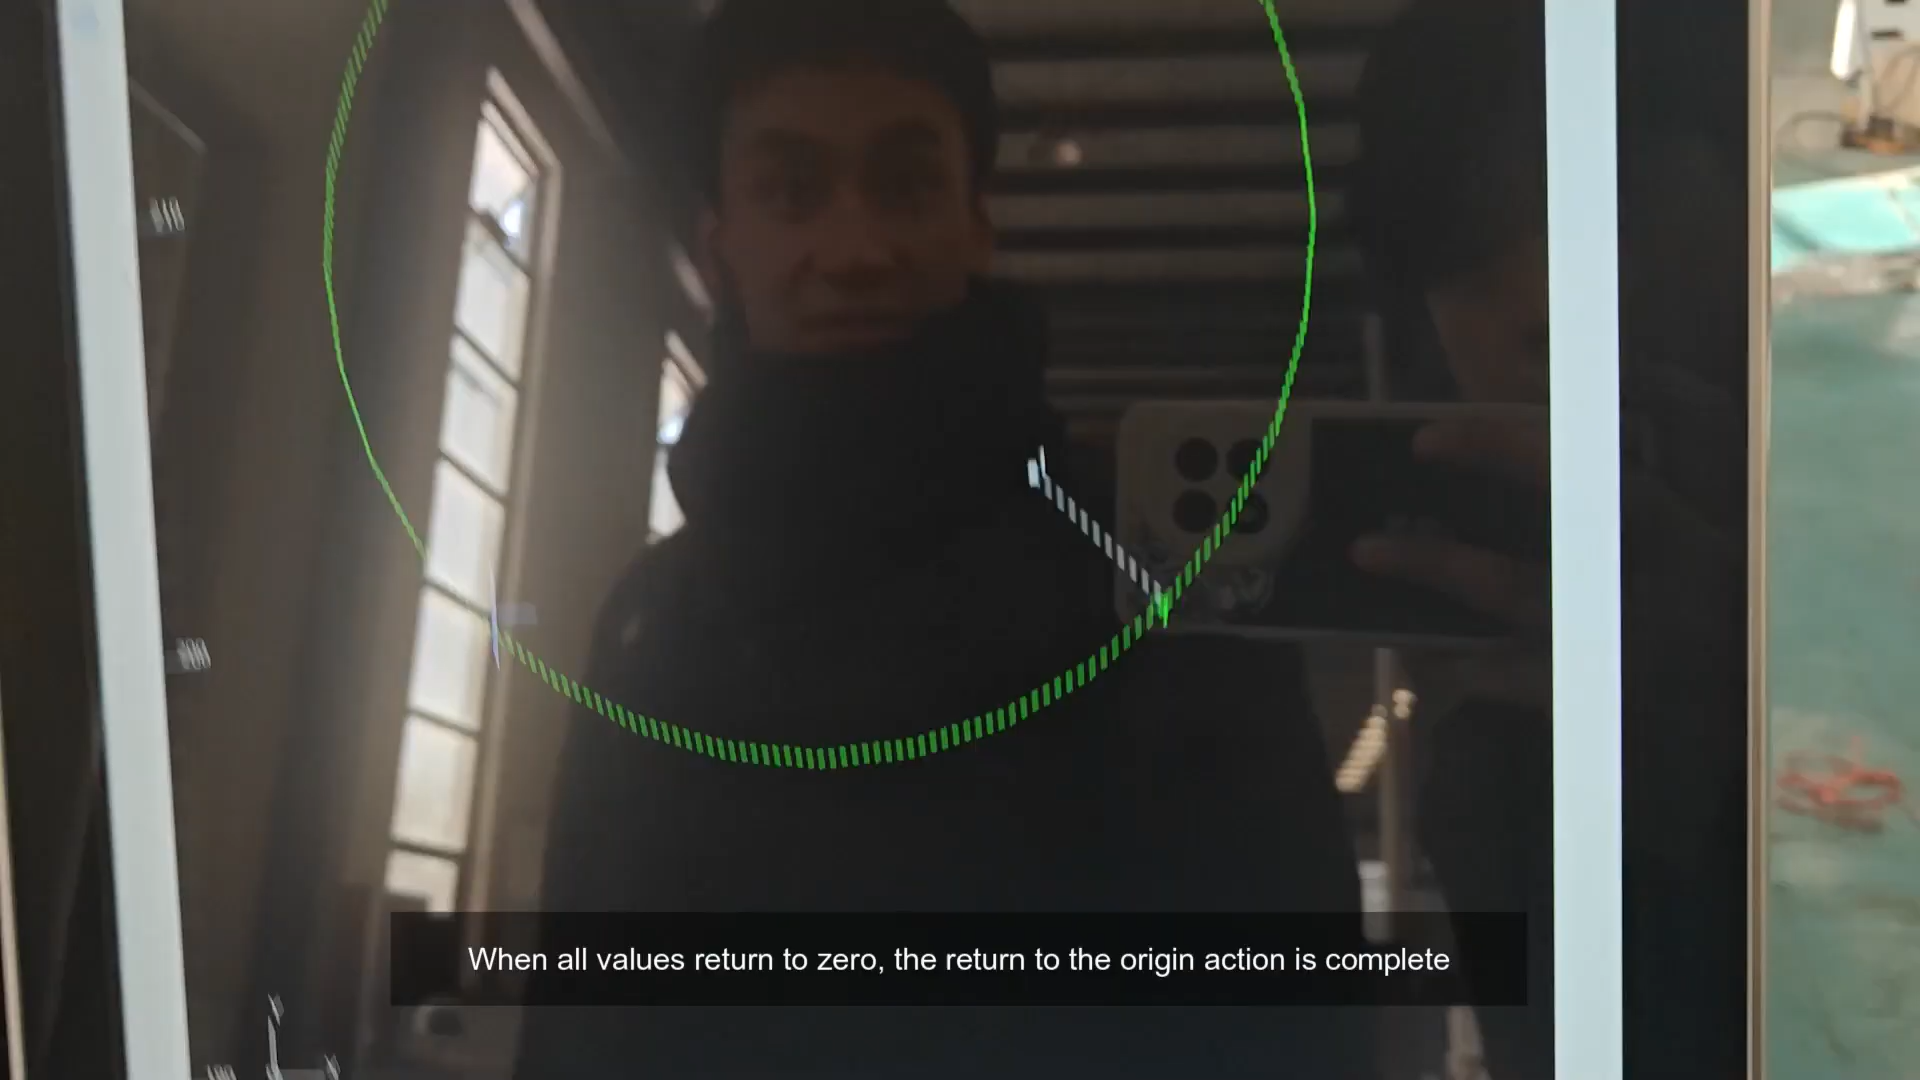 When all values return to zero, the return to the origin action is complete